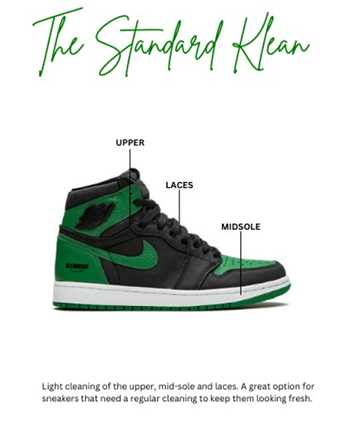 The Standard Klean
UPPER
LACES
MIDSOLE
Light cleaning of the upper, mid-sole and laces. A great option for
sneakers that need a regular cleaning to keep them looking fresh.